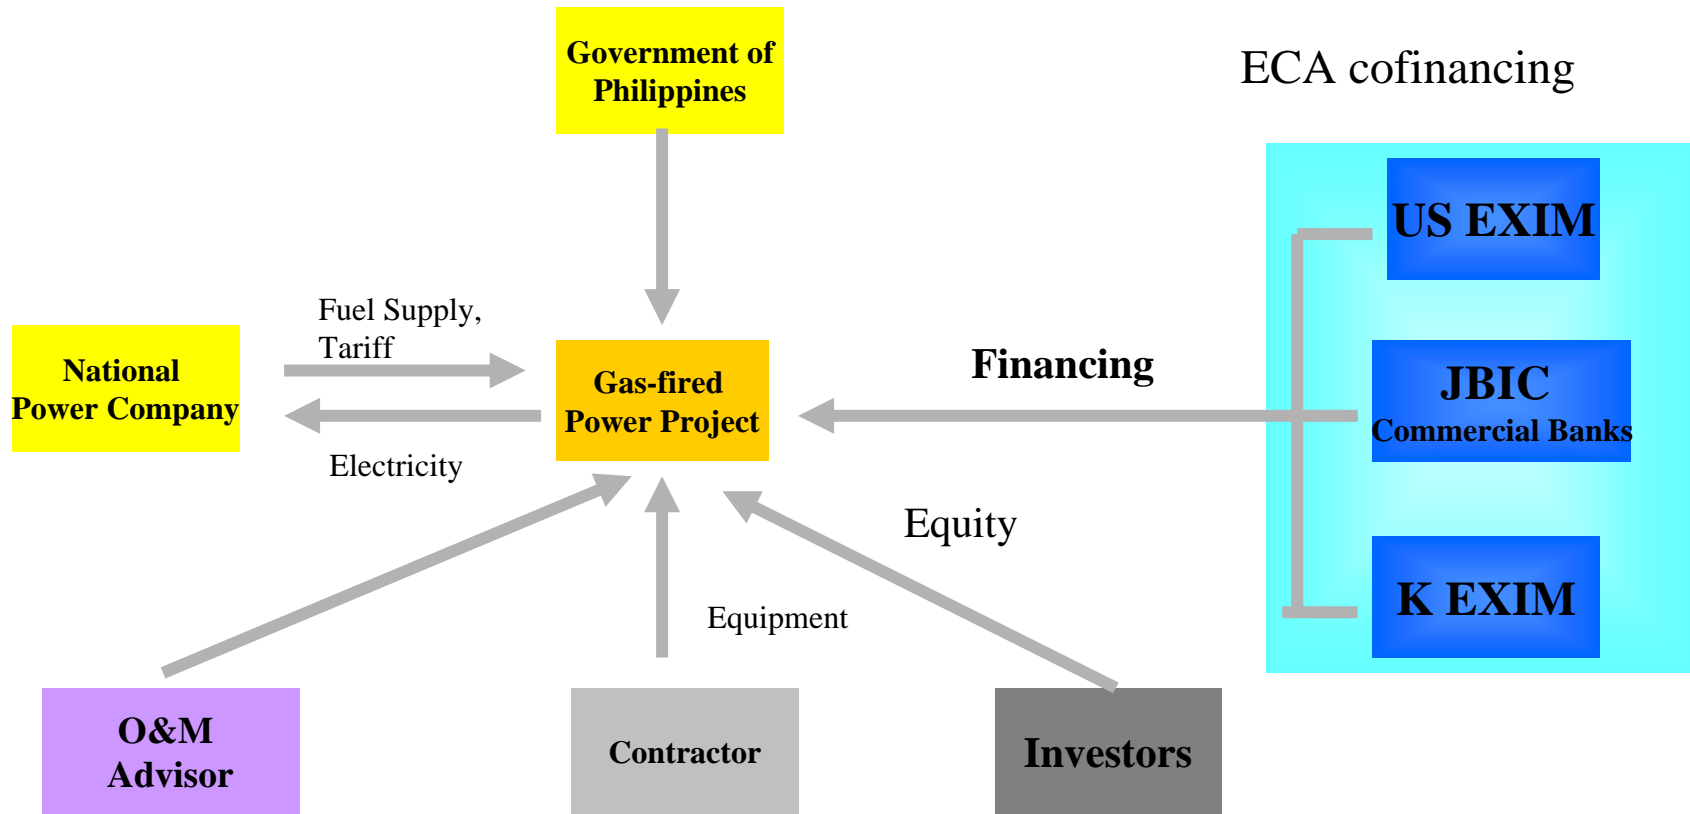 Government of
Philippines
ECA cofinancing
US EXIM
Fuel Supply,
Tariff
National
Power Company
Gas-fired
Power Project
Financing
JBIC
Commercial Banks
Electricity
Equity
K EXIM
Equipment
O&M
Advisor
Contractor
Investors